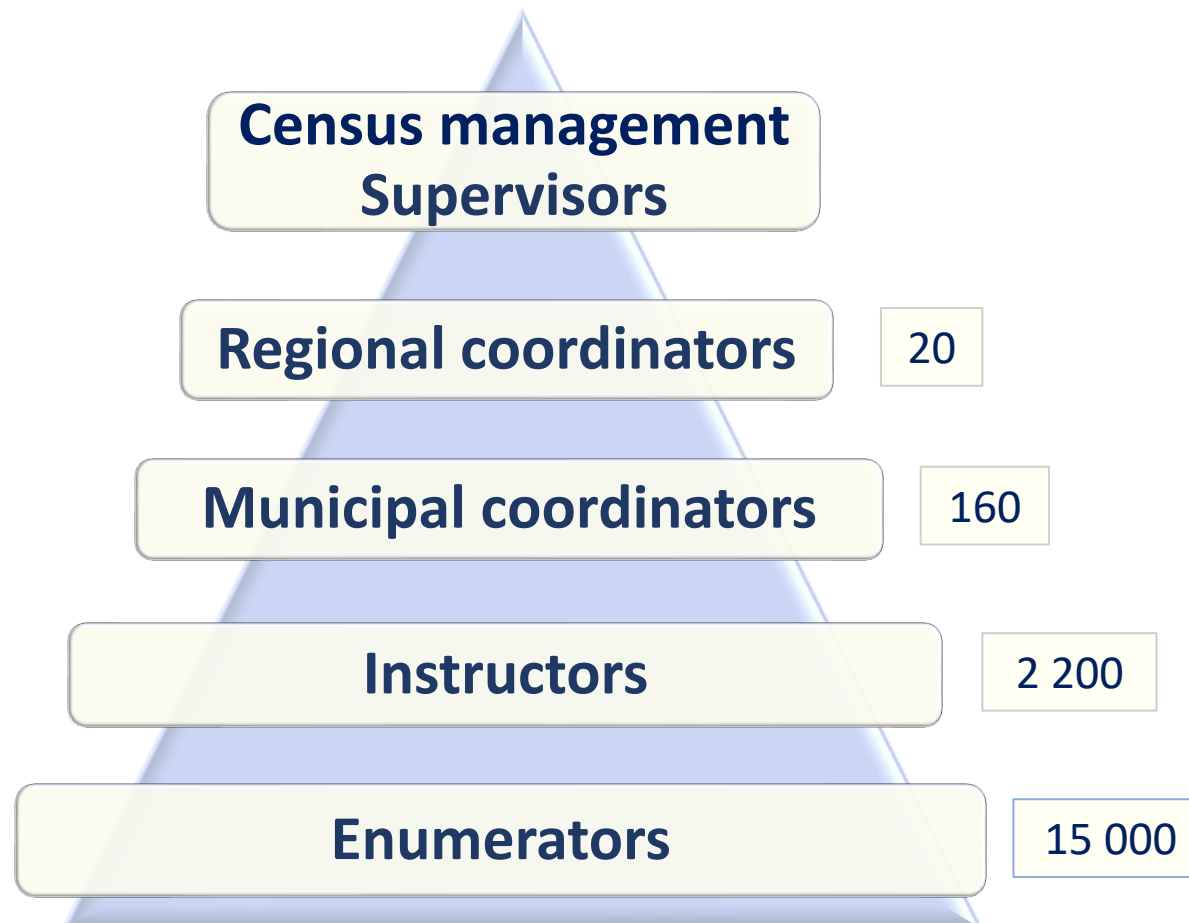 Census management
Supervisors
Regional coordinators
20
Municipal coordinators
160
Instructors
2 200
Enumerators
15 000